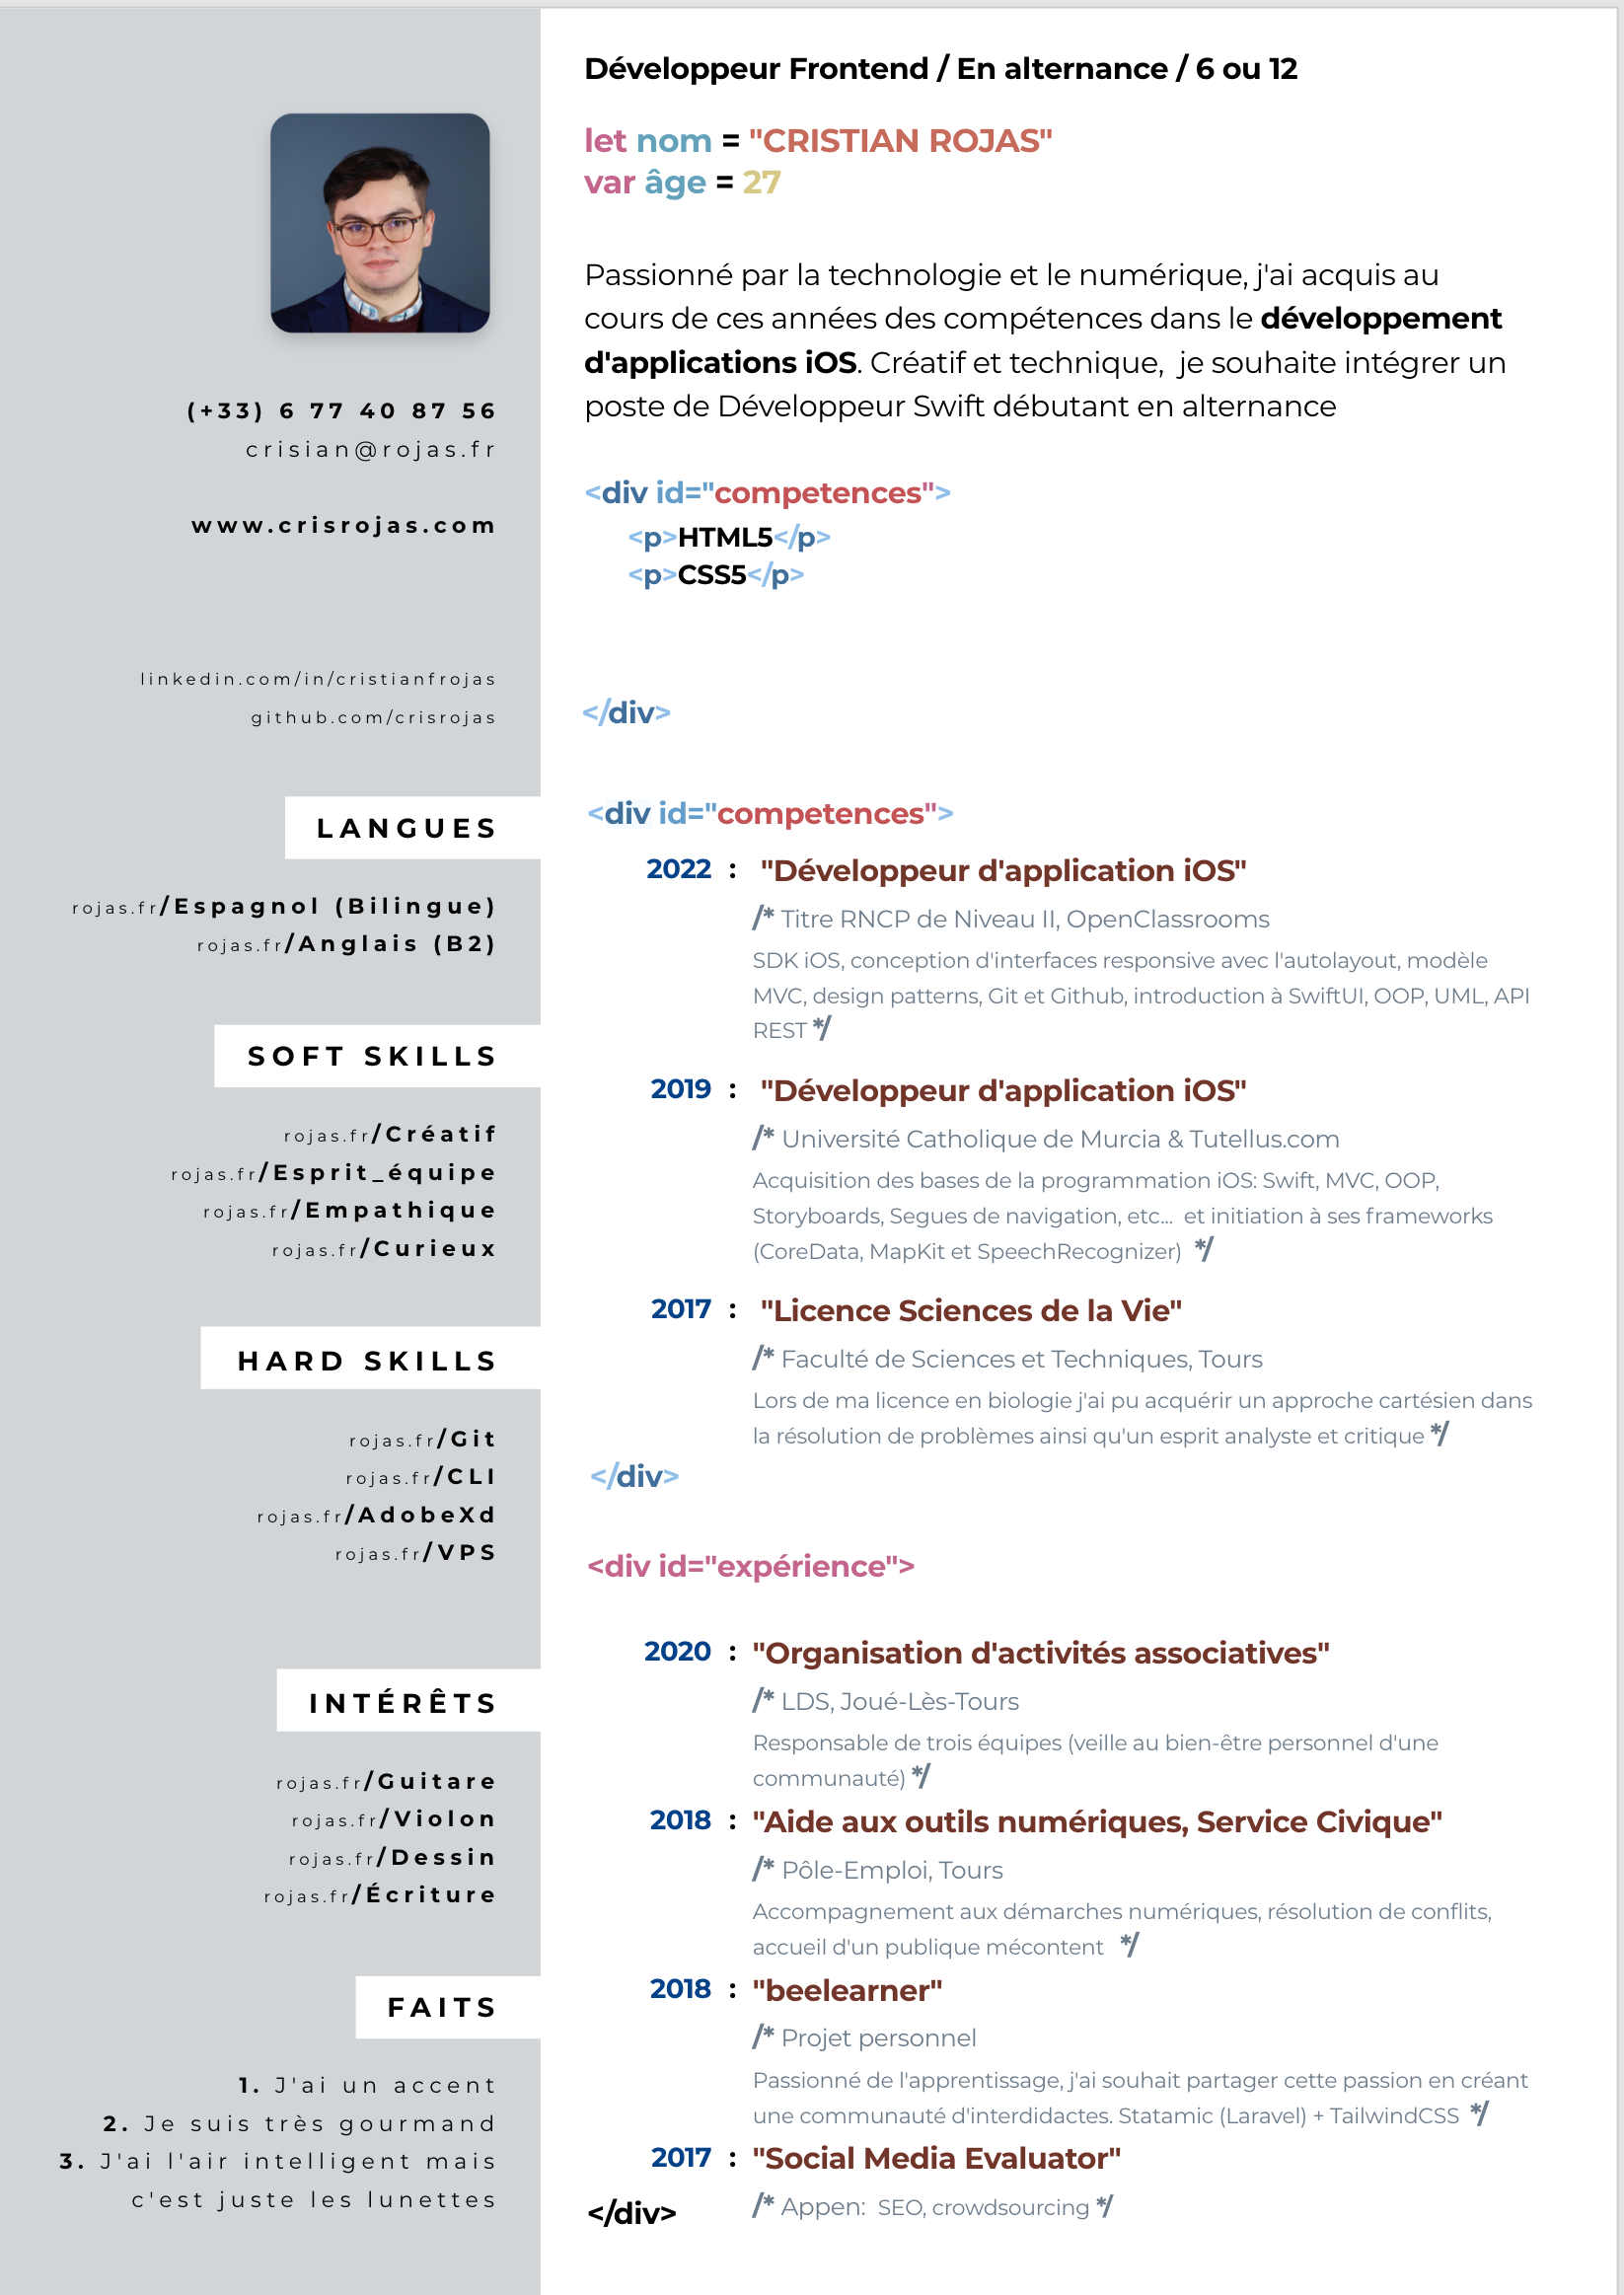 Développeur Frontend / En alternance / 6 ou 12
let nom = "CRISTIAN ROJAS"
var âge = 27
Passionné par la technologie et le numérique, j'ai acquis au
cours de ces années des compétences dans le développement
d'applications iOS. Créatif et technique,  je souhaite intégrer un
poste de Développeur Swift débutant en alternance
(+33) 6 77 40 87 56
crisian@rojas.fr
www.crisrojas.com
linkedin.com/in/cristianfrojas
github.com/crisrojas
LANGUES
rojas.fr/Espagnol (Bilingue)
rojas.fr/Anglais (B2)
SOFT SKILLS
rojas.fr/Créatif
rojas.fr/Esprit_équipe
rojas.fr/Empathique
rojas.fr/Curieux
HARD SKILLS
rojas.fr/Git
rojas.fr/CLI
rojas.fr/AdobeXd
rojas.fr/VPS
INTÉRÊTS
rojas.fr/Guitare
rojas.fr/Violon
rojas.fr/Dessin
rojas.fr/Écriture
FAITS
1. J'ai un accent
2. Je suis très gourmand
3. J'ai l'air intelligent mais
c'est juste les lunettes
<div id="competences">
<p>HTML5</p>
<p>CSS5</p>
</div>
<div id="competences">
2022 : "Développeur d'application iOS"
/* Titre RNCP de Niveau II, OpenClassrooms
SDK iOS, conception d'interfaces responsive avec l'autolayout, modèle
MVC, design patterns, Git et Github, introduction à SwiftUI, OOP, UML, API
REST */
2019 : "Développeur d'application iOS"
/* Université Catholique de Murcia & Tutellus.com
Acquisition des bases de la programmation iOS: Swift, MVC, OOP,
Storyboards, Segues de navigation, etc...  et initiation à ses frameworks
(CoreData, MapKit et SpeechRecognizer)  */
2017 : "Licence Sciences de la Vie"
/* Faculté de Sciences et Techniques, Tours
Lors de ma licence en biologie j'ai pu acquérir un approche cartésien dans
la résolution de problèmes ainsi qu'un esprit analyste et critique */
</div>
<div id="expérience">
2020 : "Organisation d'activités associatives"
/* LDS, Joué-Lès-Tours
Responsable de trois équipes (veille au bien-être personnel d'une
communauté) */
2018 : "Aide aux outils numériques, Service Civique"
/* Pôle-Emploi, Tours
Accompagnement aux démarches numériques, résolution de conflits,
accueil d'un publique mécontent  */
2018 : "beelearner"
/* Projet personnel
Passionné de l'apprentissage, j'ai souhait partager cette passion en créant
une communauté d'interdidactes. Statamic (Laravel) + TailwindCSS */
2017 : "Social Media Evaluator"
/* Appen:  SEO, crowdsourcing */
</div>